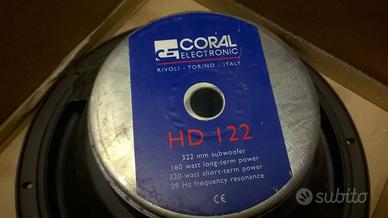 CORAL
ELECTRONIC
RIVOLI - TORINO - ITALY
HD 122
322 mm subwoofer
160 watt long-term power
320 watt short-term power
29 Hz frequency resonance
CE
subito